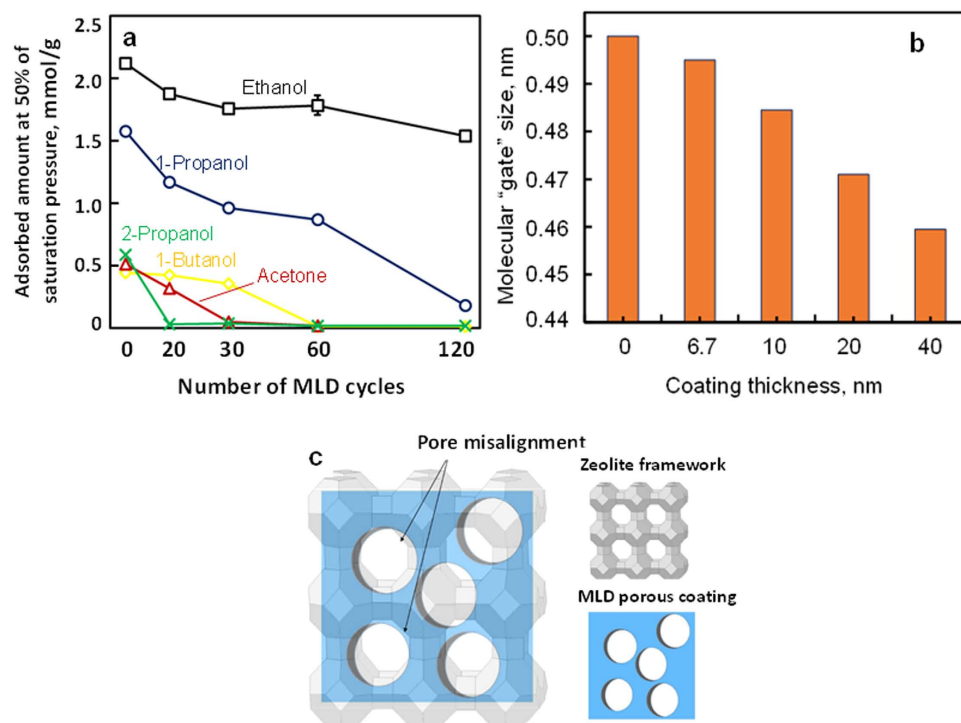 a
Adsorbed amount at 50% of
saturation pressure, mmol/g
2.5
2.0
1.5
1.0
0.5
0
Ethanol
1-Propanol
2-Propanol
1-Butanol
Acetone
0 20 30 60 120
Number of MLD cycles
b
Molecular “gate” size, nm
0.50
0.49
0.48
0.47
0.46
0.45
0.44
0 6.7 10 20 40
Coating thickness, nm
c
Pore misalignment
Zeolite framework
MLD porous coating